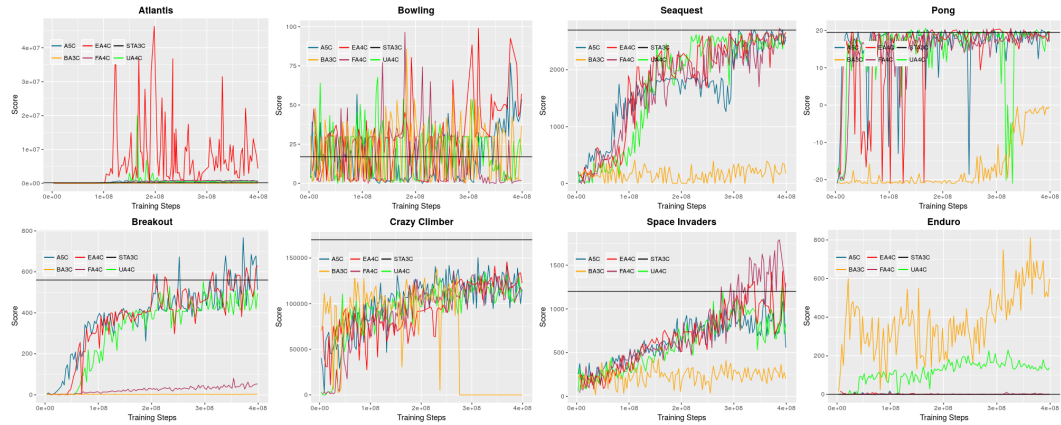 Atlantis
Score
4e+07
3e+07
2e+07
1e+07
0e+00
A5C EA4C STA3C
BA3C FA4C UA4C
0e+00 1e+08 2e+08 3e+08 4e+08
Training Steps
Bowling
Score
100
75
50
25
0
A5C EA4C STA3C
BA3C FA4C UA4C
0e+00 1e+08 2e+08 3e+08 4e+08
Training Steps
Seaquest
Score
2000
1000
0
A5C EA4C STA3C
BA3C FA4C UA4C
0e+00 1e+08 2e+08 3e+08 4e+08
Training Steps
Pong
Score
20
10
0
-10
-20
A5C EA4C STA3C
BA3C FA4C UA4C
0e+00 1e+08 2e+08 3e+08 4e+08
Training Steps
Breakout
Score
800
600
400
200
0
A5C EA4C STA3C
BA3C FA4C UA4C
0e+00 1e+08 2e+08 3e+08 4e+08
Training Steps
Crazy Climber
Score
150000
100000
50000
0
A5C EA4C STA3C
BA3C FA4C UA4C
0e+00 1e+08 2e+08 3e+08 4e+08
Training Steps
Space Invaders
Score
1500
1000
500
0
A5C EA4C STA3C
BA3C FA4C UA4C
0e+00 1e+08 2e+08 3e+08 4e+08
Training Steps
Enduro
Score
800
600
400
200
0
A5C EA4C STA3C
BA3C FA4C UA4C
0e+00 1e+08 2e+08 3e+08 4e+08
Training Steps